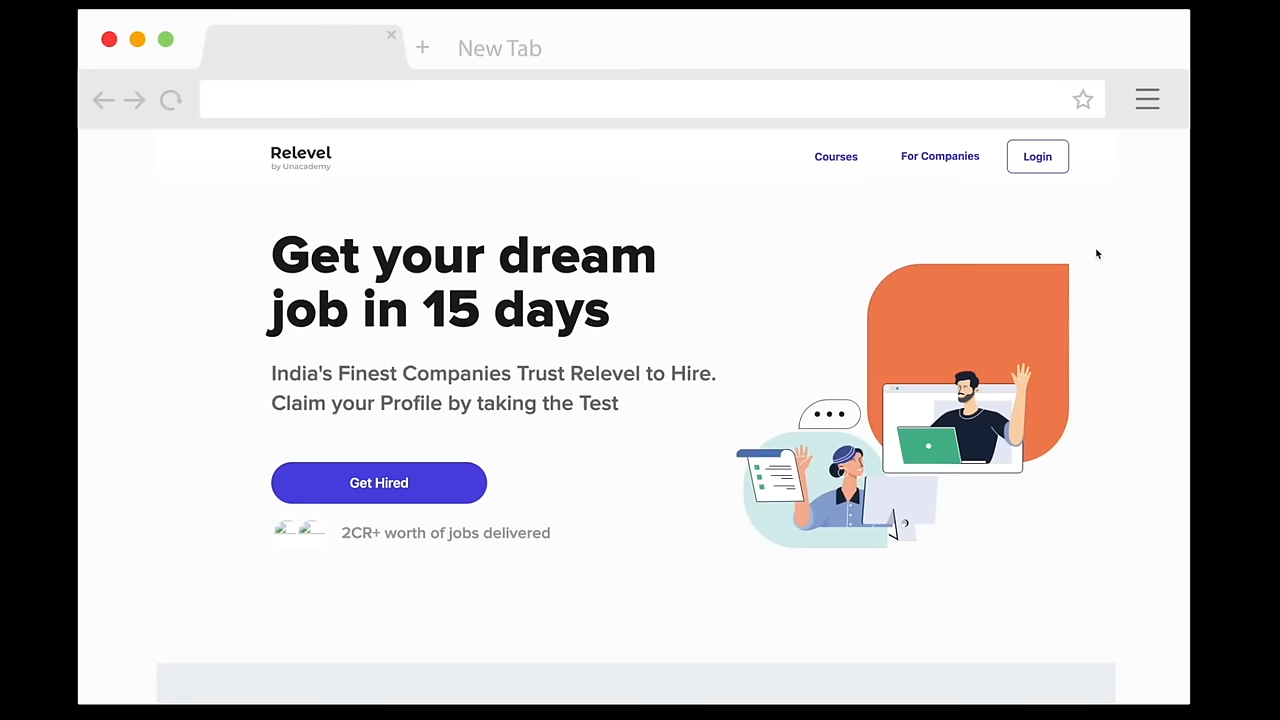 New Tab
Relevel
by Unacademy
Courses
For Companies
Login
Get your dream
job in 15 days
India's Finest Companies Trust Relevel to Hire.
Claim your Profile by taking the Test
Get Hired
2CR+ worth of jobs delivered